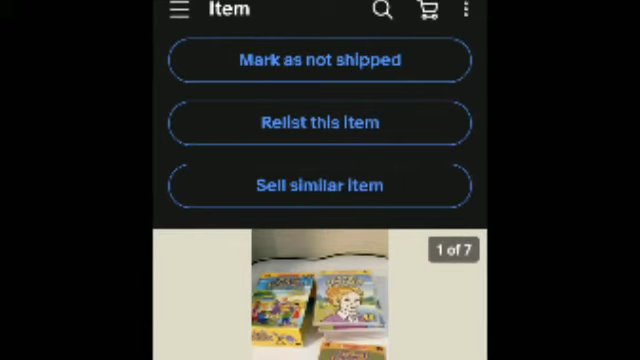 Item
Mark as not shipped
Relist this item
Sell similar item
1 of 7